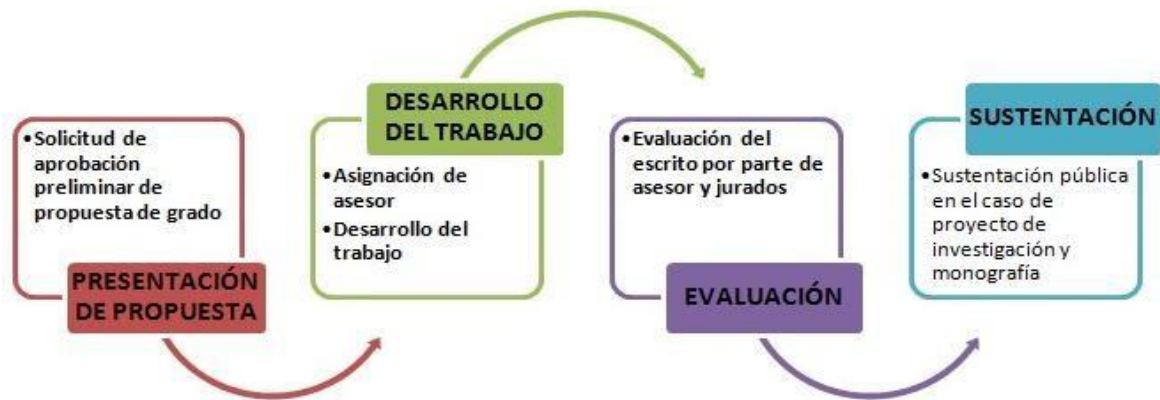 •Solicitud de
aprobación
preliminar de
propuesta de grado
PRESENTACIÓN
DE PROPUESTA
DESARROLLO
DEL TRABAJO
•Asignación de
asesor
•Desarrollo del
trabajo
•Evaluación del
escrito por parte de
asesor y jurados
EVALUACIÓN
SUSTENTACIÓN
•Sustentación pública
en el caso de
proyecto de
investigación y
monografía